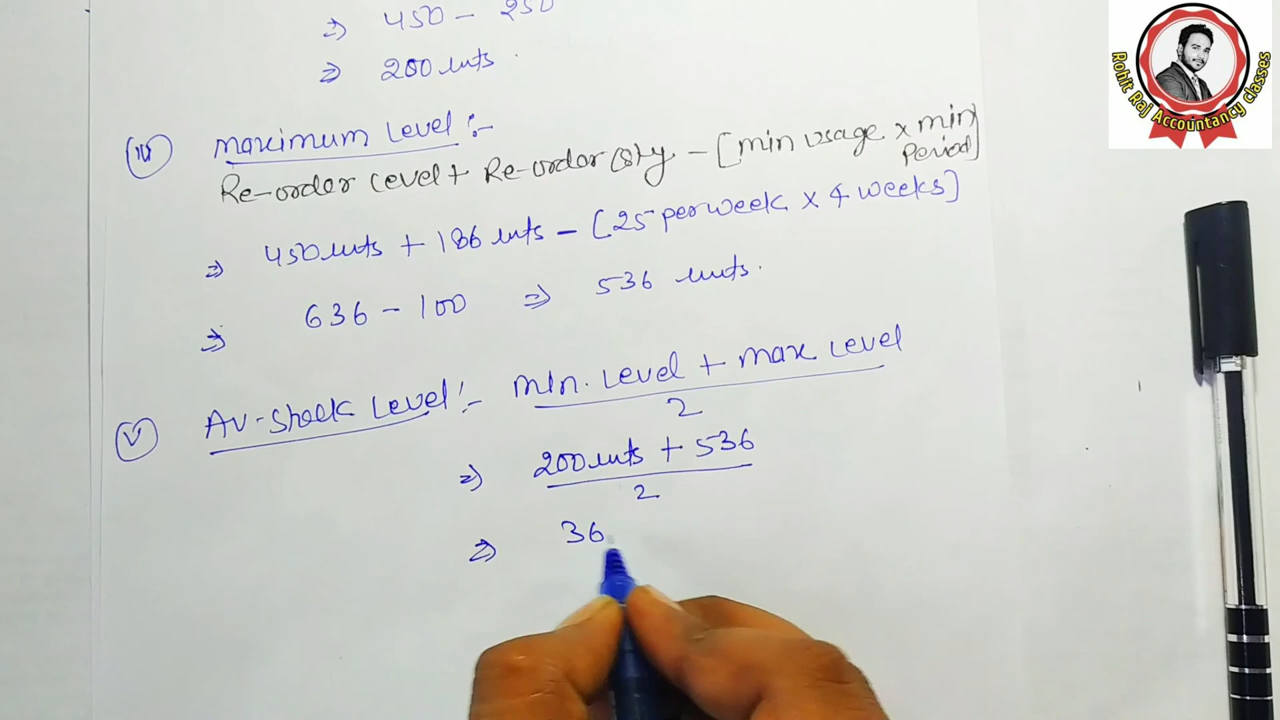 ⇒ 450 - 250
⇒ 200 units.
(iv) Maximum Level :-
Re-order Level + Re-order Qty - [Min usage x Min Period]
⇒ 450 units + 186 units - [25 per week x 4 weeks]
⇒ 636 - 100 ⇒ 536 units.
(v) Av-Stock Level :- Min. Level + Max Level
2
⇒ 200 units + 536
2
⇒ 36
Rohit Raj Accountancy classes